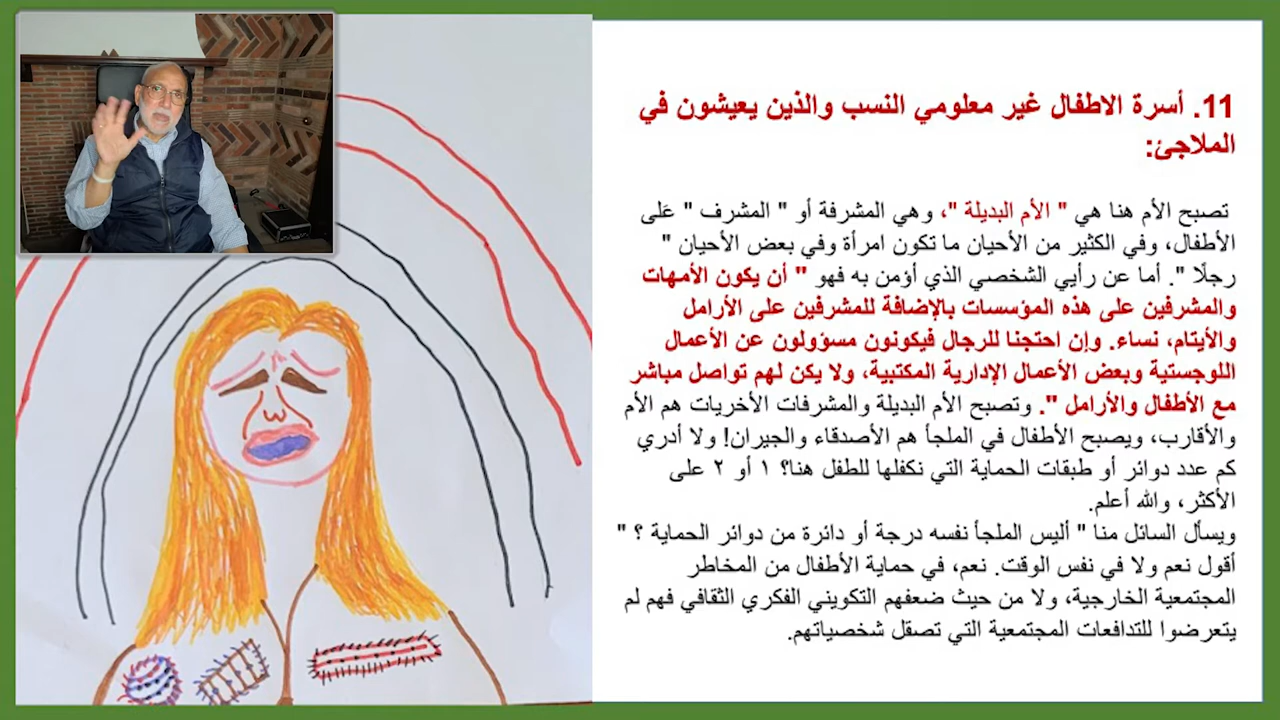 11. أسرة الاطفال غير معلومي النسب والذين يعيشون في
الملاجئ:
تصبح الأم هنا هي " الأم البديلة "، وهي المشرفة أو " المشرف " عَلى
الأطفال، وفي الكثير من الأحيان ما تكون امرأة وفي بعض الأحيان "
رجلًا ". أما عن رأيي الشخصي الذي أؤمن به فهو " أن يكون الأمهات
والمشرفين على هذه المؤسسات بالإضافة للمشرفين على الأرامل
والأيتام، نساء. وإن احتجنا للرجال فيكونون مسؤولون عن الأعمال
اللوجستية وبعض الأعمال الإدارية المكتبية، ولا يكن لهم تواصل مباشر
مع الأطفال والأرامل ". وتصبح الأم البديلة والمشرفات الأخريات هم الأم
والأقارب، ويصبح الأطفال في الملجأ هم الأصدقاء والجيران! ولا أدري
كم عدد دوائر أو طبقات الحماية التي نكفلها للطفل هنا؟ ١ أو ٢ على
الأكثر، والله أعلم.
ويسأل السائل منا " أليس الملجأ نفسه درجة أو دائرة من دوائر الحماية ؟ "
أقول نعم ولا في نفس الوقت. نعم، في حماية الأطفال من المخاطر
المجتمعية الخارجية، ولا من حيث ضعفهم التكويني الفكري الثقافي فهم لم
يتعرضوا للتدافعات المجتمعية التي تصقل شخصياتهم.